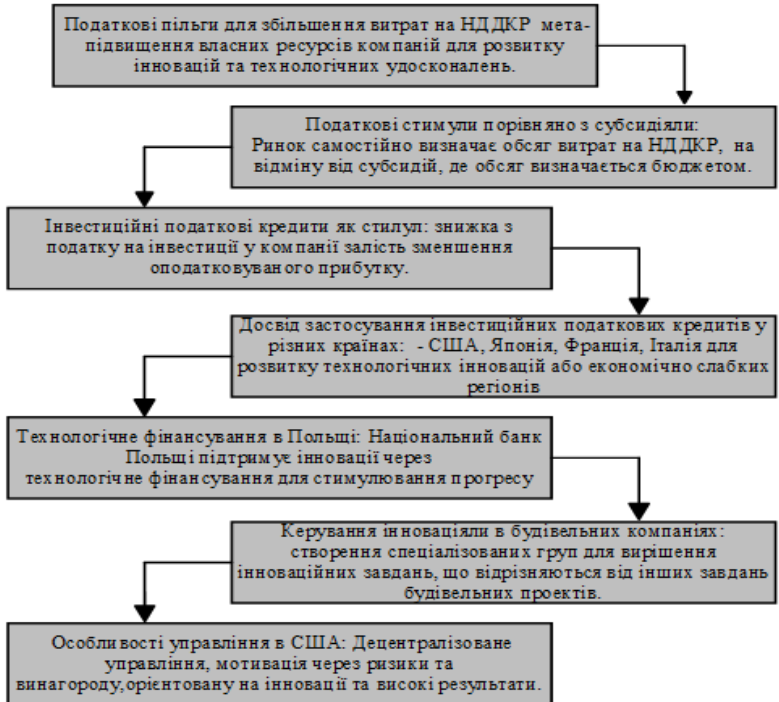 Податкові пільги для збільшення витрат на НДДКР мета-
підвищення власних ресурсів компаній для розвитку
інновацій та технологічних удосконалень.
Податкові стимули порівняно з субсидіяли:
Ринок самостійно визначає обсяг витрат на НДДКР, на
відміну від субсидій, де обсяг визначається бюджетом.
Інвестиційні податкові кредити як стилул: знижка з
податку на інвестиції у компанії залість зменшення
оподатковуваного прибутку.
Досвід застосування інвестиційних податкових кредитів у
різних країнах: - США, Японія, Франція, Італія для
розвитку технологічних інновацій або економічно слабких
регіонів
Технологічне фінансування в Польщі: Національний банк
Польщі підтримує інновації через
технологічне фінансування для стимулювання прогресу
Керування інноваціяли в будівельних компаніях:
створення спеціалізованих груп для вирішення
інноваційних завдань, що відрізняються від інших завдань
будівельних проектів.
Особливості управління в США: Децентралізоване
управління, мотивація через ризики та
винагороду,орієнтовану на інновації та високі результати.